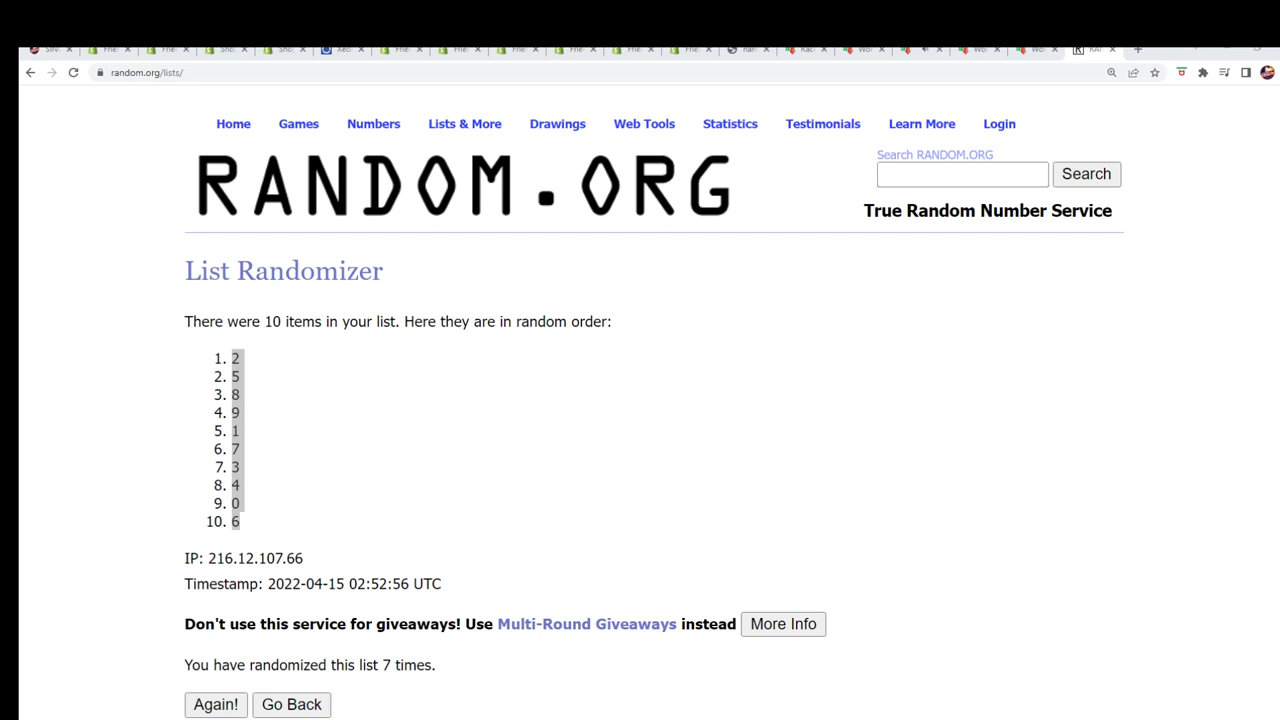 random.org/lists/
Home Games Numbers Lists & More Drawings Web Tools Statistics Testimonials Learn More Login
RANDOM.ORG
Search RANDOM.ORG
Search
True Random Number Service
List Randomizer
There were 10 items in your list. Here they are in random order:
1. 2
2. 5
3. 8
4. 9
5. 1
6. 7
7. 3
8. 4
9. 0
10. 6
IP: 216.12.107.66
Timestamp: 2022-04-15 02:52:56 UTC
Don't use this service for giveaways! Use Multi-Round Giveaways instead More Info
You have randomized this list 7 times.
Again! Go Back